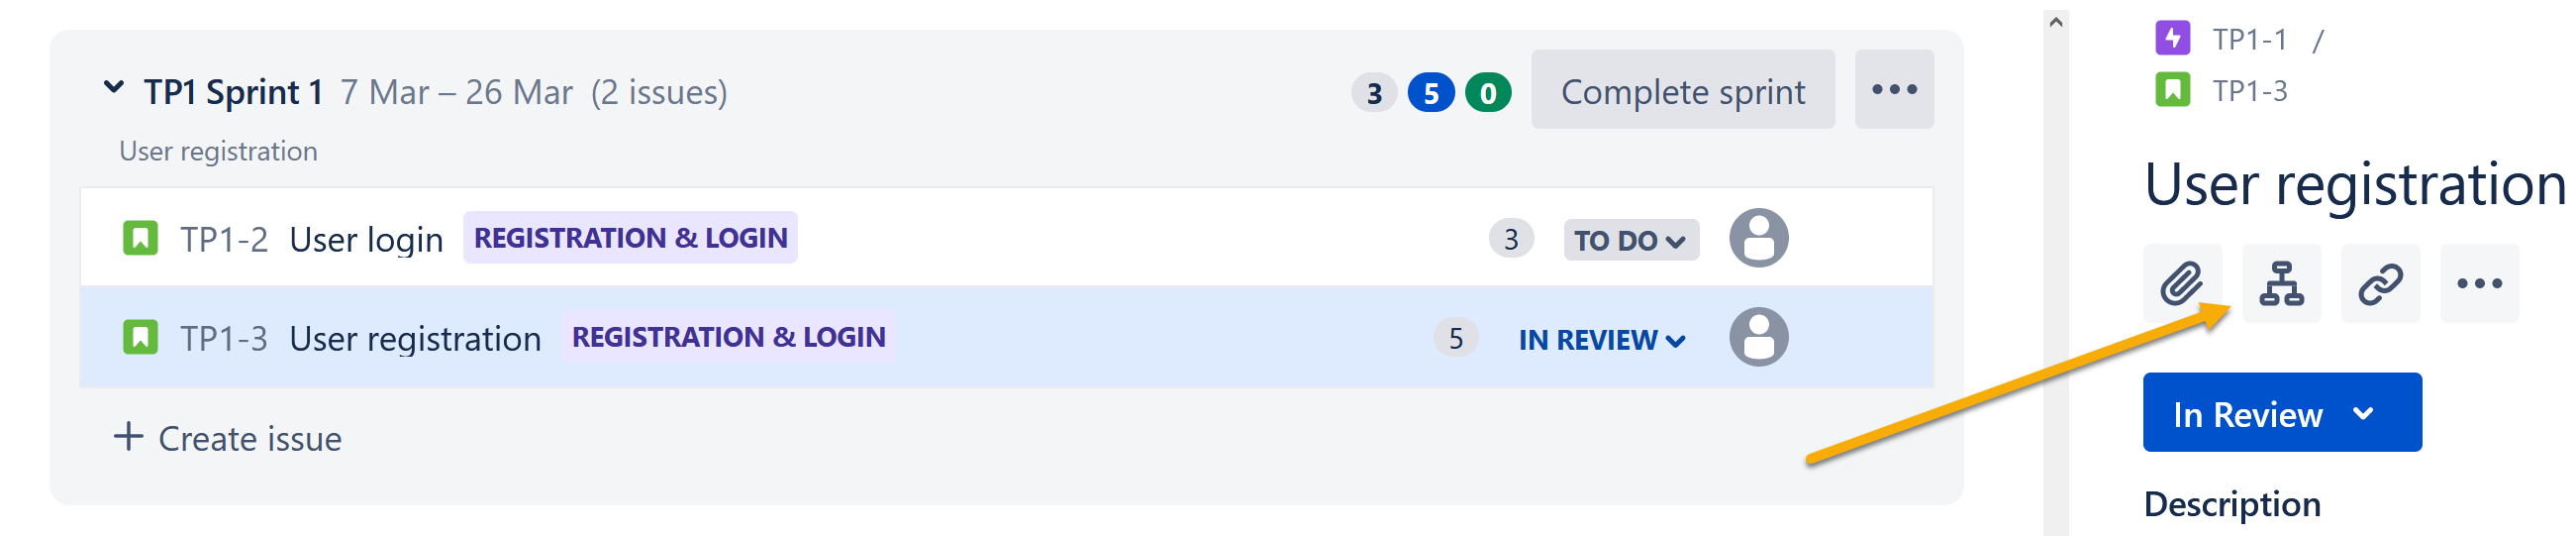 TP1 Sprint 1 7 Mar – 26 Mar (2 issues) 3 5 0 Complete sprint
User registration
TP1-2 User login REGISTRATION & LOGIN 3 TO DO
TP1-3 User registration REGISTRATION & LOGIN 5 IN REVIEW
+ Create issue
TP1-1 /
TP1-3
User registration
In Review
Description